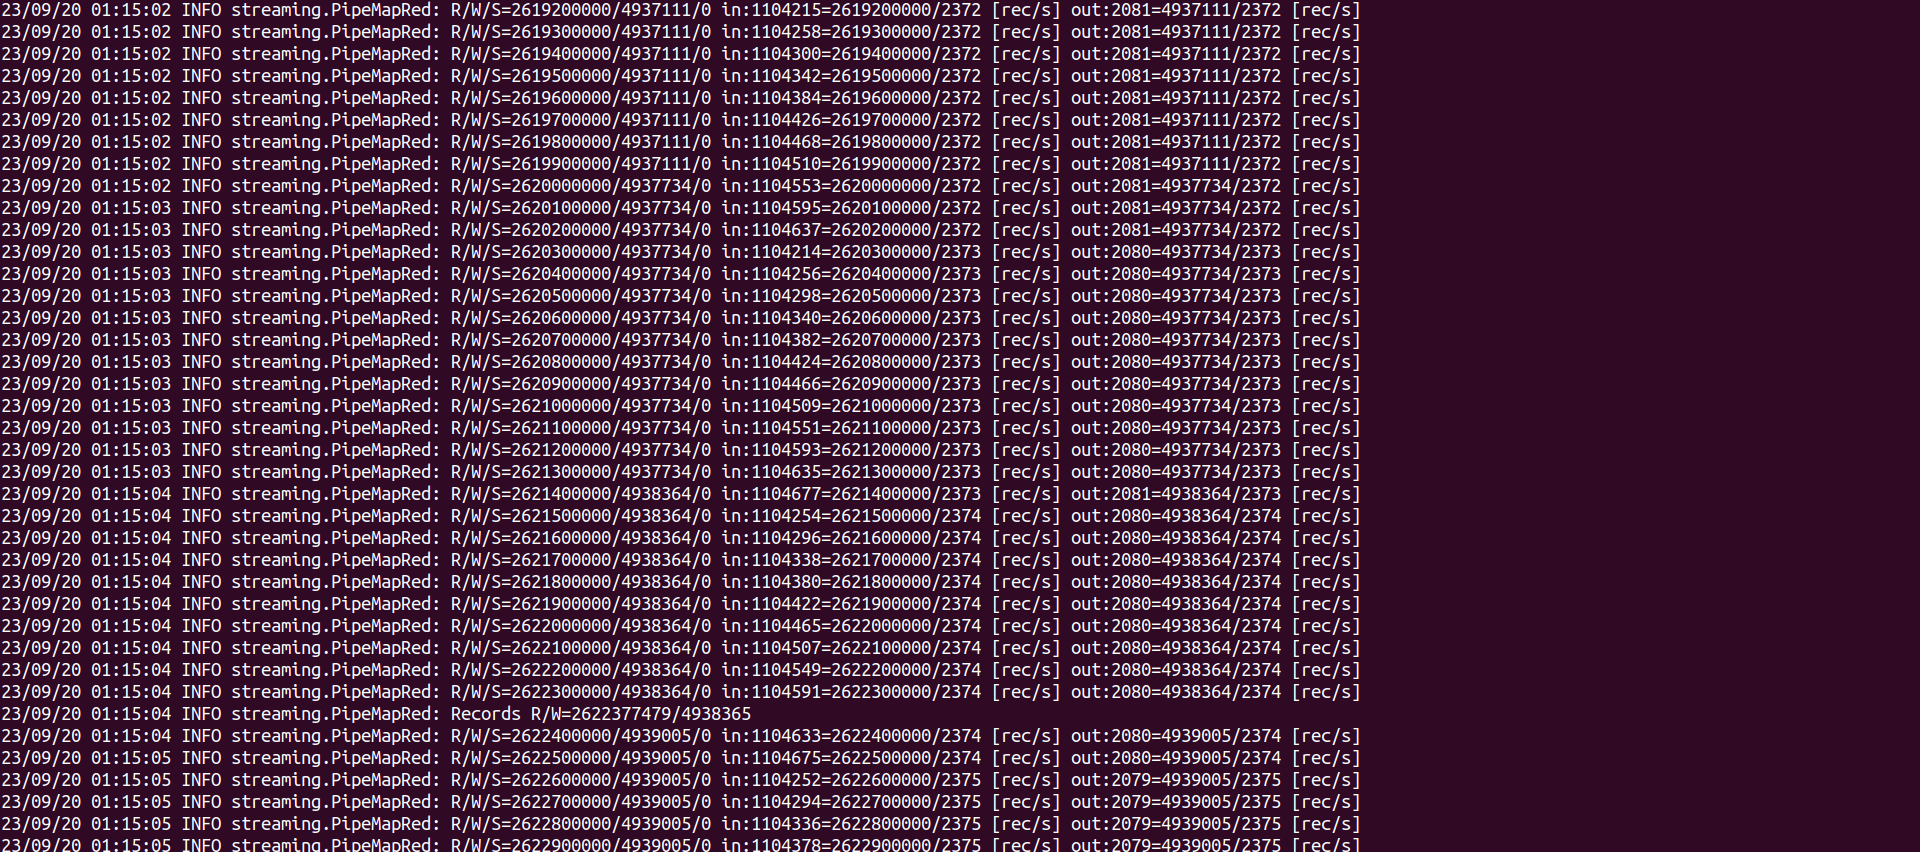 23/09/20 01:15:02 INFO streaming.PipeMapRed: R/W/S=2619200000/4937111/0 in:1104215=2619200000/2372 [rec/s] out:2081=4937111/2372 [rec/s]
23/09/20 01:15:02 INFO streaming.PipeMapRed: R/W/S=2619300000/4937111/0 in:1104258=2619300000/2372 [rec/s] out:2081=4937111/2372 [rec/s]
23/09/20 01:15:02 INFO streaming.PipeMapRed: R/W/S=2619400000/4937111/0 in:1104300=2619400000/2372 [rec/s] out:2081=4937111/2372 [rec/s]
23/09/20 01:15:02 INFO streaming.PipeMapRed: R/W/S=2619500000/4937111/0 in:1104342=2619500000/2372 [rec/s] out:2081=4937111/2372 [rec/s]
23/09/20 01:15:02 INFO streaming.PipeMapRed: R/W/S=2619600000/4937111/0 in:1104384=2619600000/2372 [rec/s] out:2081=4937111/2372 [rec/s]
23/09/20 01:15:02 INFO streaming.PipeMapRed: R/W/S=2619700000/4937111/0 in:1104426=2619700000/2372 [rec/s] out:2081=4937111/2372 [rec/s]
23/09/20 01:15:02 INFO streaming.PipeMapRed: R/W/S=2619800000/4937111/0 in:1104468=2619800000/2372 [rec/s] out:2081=4937111/2372 [rec/s]
23/09/20 01:15:02 INFO streaming.PipeMapRed: R/W/S=2619900000/4937111/0 in:1104510=2619900000/2372 [rec/s] out:2081=4937111/2372 [rec/s]
23/09/20 01:15:02 INFO streaming.PipeMapRed: R/W/S=2620000000/4937734/0 in:1104553=2620000000/2372 [rec/s] out:2081=4937734/2372 [rec/s]
23/09/20 01:15:03 INFO streaming.PipeMapRed: R/W/S=2620100000/4937734/0 in:1104595=2620100000/2372 [rec/s] out:2081=4937734/2372 [rec/s]
23/09/20 01:15:03 INFO streaming.PipeMapRed: R/W/S=2620200000/4937734/0 in:1104637=2620200000/2372 [rec/s] out:2081=4937734/2372 [rec/s]
23/09/20 01:15:03 INFO streaming.PipeMapRed: R/W/S=2620300000/4937734/0 in:1104214=2620300000/2373 [rec/s] out:2080=4937734/2373 [rec/s]
23/09/20 01:15:03 INFO streaming.PipeMapRed: R/W/S=2620400000/4937734/0 in:1104256=2620400000/2373 [rec/s] out:2080=4937734/2373 [rec/s]
23/09/20 01:15:03 INFO streaming.PipeMapRed: R/W/S=2620500000/4937734/0 in:1104298=2620500000/2373 [rec/s] out:2080=4937734/2373 [rec/s]
23/09/20 01:15:03 INFO streaming.PipeMapRed: R/W/S=2620600000/4937734/0 in:1104340=2620600000/2373 [rec/s] out:2080=4937734/2373 [rec/s]
23/09/20 01:15:03 INFO streaming.PipeMapRed: R/W/S=2620700000/4937734/0 in:1104382=2620700000/2373 [rec/s] out:2080=4937734/2373 [rec/s]
23/09/20 01:15:03 INFO streaming.PipeMapRed: R/W/S=2620800000/4937734/0 in:1104424=2620800000/2373 [rec/s] out:2080=4937734/2373 [rec/s]
23/09/20 01:15:03 INFO streaming.PipeMapRed: R/W/S=2620900000/4937734/0 in:1104466=2620900000/2373 [rec/s] out:2080=4937734/2373 [rec/s]
23/09/20 01:15:03 INFO streaming.PipeMapRed: R/W/S=2621000000/4937734/0 in:1104509=2621000000/2373 [rec/s] out:2080=4937734/2373 [rec/s]
23/09/20 01:15:03 INFO streaming.PipeMapRed: R/W/S=2621100000/4937734/0 in:1104551=2621100000/2373 [rec/s] out:2080=4937734/2373 [rec/s]
23/09/20 01:15:03 INFO streaming.PipeMapRed: R/W/S=2621200000/4937734/0 in:1104593=2621200000/2373 [rec/s] out:2080=4937734/2373 [rec/s]
23/09/20 01:15:03 INFO streaming.PipeMapRed: R/W/S=2621300000/4937734/0 in:1104635=2621300000/2373 [rec/s] out:2080=4937734/2373 [rec/s]
23/09/20 01:15:04 INFO streaming.PipeMapRed: R/W/S=2621400000/4938364/0 in:1104677=2621400000/2373 [rec/s] out:2081=4938364/2373 [rec/s]
23/09/20 01:15:04 INFO streaming.PipeMapRed: R/W/S=2621500000/4938364/0 in:1104254=2621500000/2374 [rec/s] out:2080=4938364/2374 [rec/s]
23/09/20 01:15:04 INFO streaming.PipeMapRed: R/W/S=2621600000/4938364/0 in:1104296=2621600000/2374 [rec/s] out:2080=4938364/2374 [rec/s]
23/09/20 01:15:04 INFO streaming.PipeMapRed: R/W/S=2621700000/4938364/0 in:1104338=2621700000/2374 [rec/s] out:2080=4938364/2374 [rec/s]
23/09/20 01:15:04 INFO streaming.PipeMapRed: R/W/S=2621800000/4938364/0 in:1104380=2621800000/2374 [rec/s] out:2080=4938364/2374 [rec/s]
23/09/20 01:15:04 INFO streaming.PipeMapRed: R/W/S=2621900000/4938364/0 in:1104422=2621900000/2374 [rec/s] out:2080=4938364/2374 [rec/s]
23/09/20 01:15:04 INFO streaming.PipeMapRed: R/W/S=2622000000/4938364/0 in:1104465=2622000000/2374 [rec/s] out:2080=4938364/2374 [rec/s]
23/09/20 01:15:04 INFO streaming.PipeMapRed: R/W/S=2622100000/4938364/0 in:1104507=2622100000/2374 [rec/s] out:2080=4938364/2374 [rec/s]
23/09/20 01:15:04 INFO streaming.PipeMapRed: R/W/S=2622200000/4938364/0 in:1104549=2622200000/2374 [rec/s] out:2080=4938364/2374 [rec/s]
23/09/20 01:15:04 INFO streaming.PipeMapRed: R/W/S=2622300000/4938364/0 in:1104591=2622300000/2374 [rec/s] out:2080=4938364/2374 [rec/s]
23/09/20 01:15:04 INFO streaming.PipeMapRed: Records R/W=2622377479/4938365
23/09/20 01:15:04 INFO streaming.PipeMapRed: R/W/S=2622400000/4939005/0 in:1104633=2622400000/2374 [rec/s] out:2080=4939005/2374 [rec/s]
23/09/20 01:15:05 INFO streaming.PipeMapRed: R/W/S=2622500000/4939005/0 in:1104675=2622500000/2374 [rec/s] out:2080=4939005/2374 [rec/s]
23/09/20 01:15:05 INFO streaming.PipeMapRed: R/W/S=2622600000/4939005/0 in:1104252=2622600000/2375 [rec/s] out:2079=4939005/2375 [rec/s]
23/09/20 01:15:05 INFO streaming.PipeMapRed: R/W/S=2622700000/4939005/0 in:1104294=2622700000/2375 [rec/s] out:2079=4939005/2375 [rec/s]
23/09/20 01:15:05 INFO streaming.PipeMapRed: R/W/S=2622800000/4939005/0 in:1104336=2622800000/2375 [rec/s] out:2079=4939005/2375 [rec/s]
23/09/20 01:15:05 INFO streaming.PipeMapRed: R/W/S=2622900000/4939005/0 in:1104378=2622900000/2375 [rec/s] out:2079=4939005/2375 [rec/s]